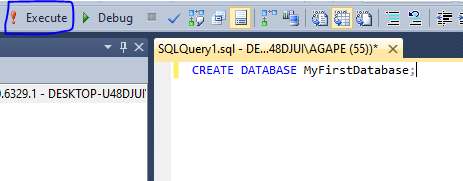 Execute Debug
SQLQuery1.sql - DE...48DJUI\AGAPE (55))*
CREATE DATABASE MyFirstDatabase;
.6329.1 - DESKTOP-U48DJUI\